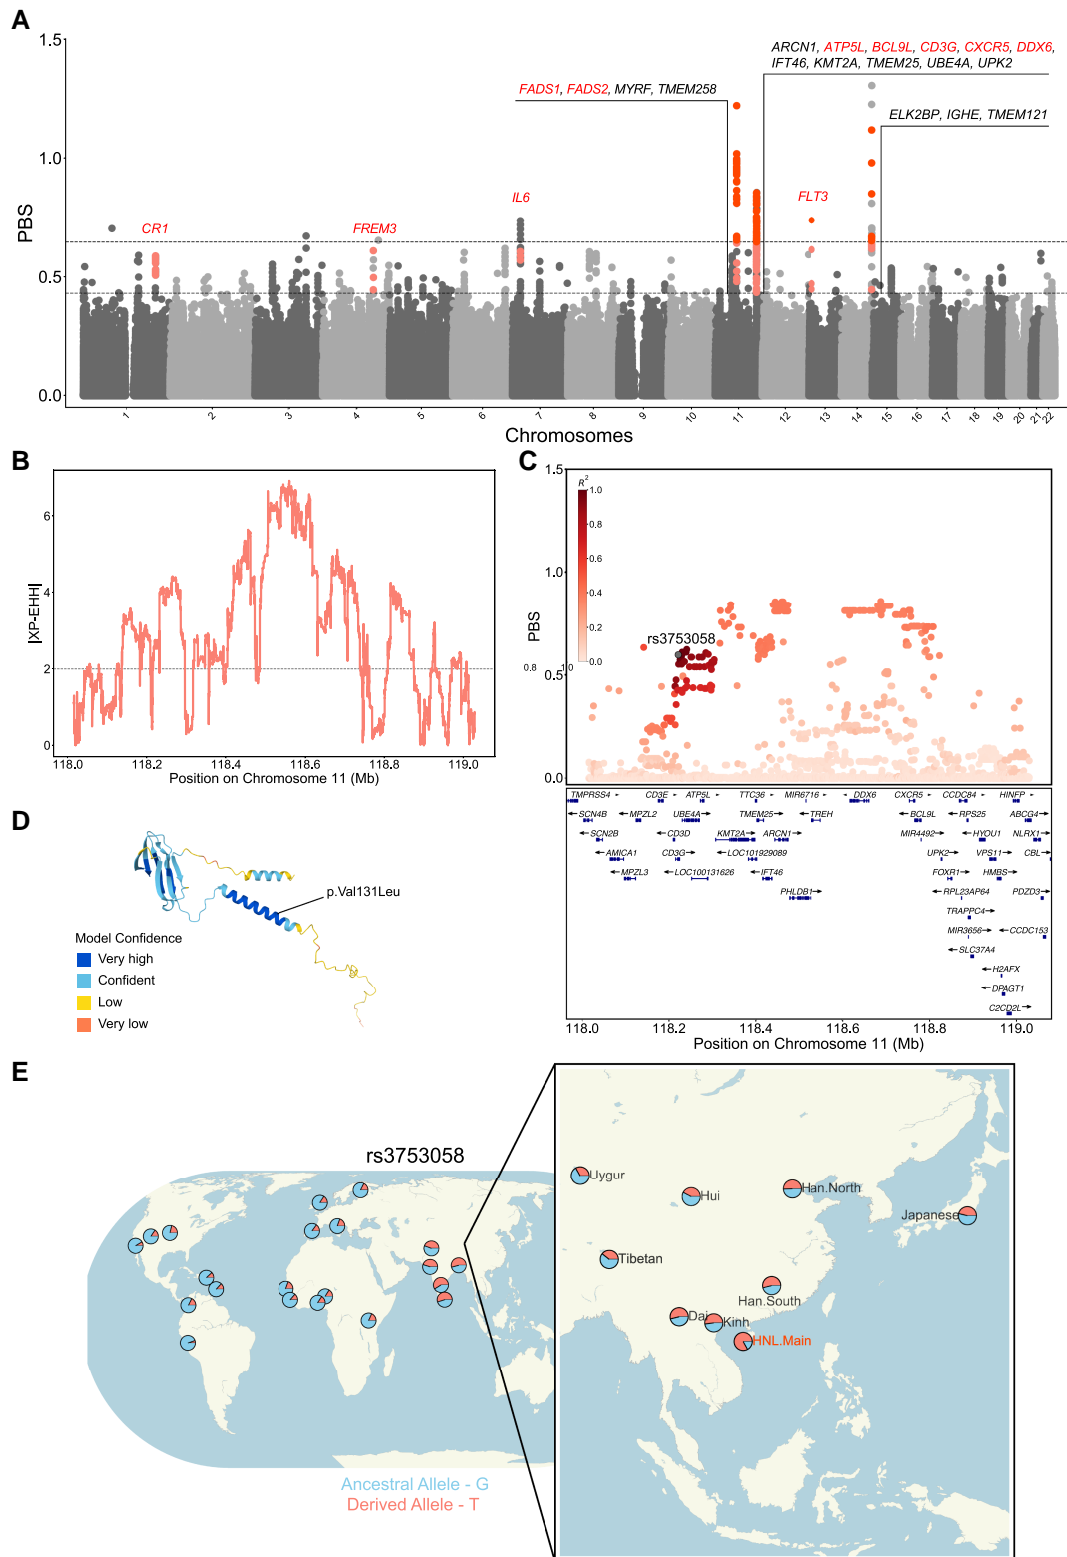 A
1.5
1.0
0.5
0.0
PBS
ARCN1, ATP5L, BCL9L, CD3G, CXCR5, DDX6,
IFT46, KMT2A, TMEM25, UBE4A, UPK2
FADS1, FADS2, MYRF, TMEM258
ELK2BP, IGHE, TMEM121
CR1
FREM3
IL6
FLT3
1 2 3 4 5 6 7 8 9 10 11 12 13 14 15 16 17 18 19 20 21 22
Chromosomes
B
6
4
2
0
|XP-EHH|
118.0 118.2 118.4 118.6 118.8 119.0
Position on Chromosome 11 (Mb)
C
1.5
1.0
0.5
0.0
PBS
R²
1.0
0.8
0.6
0.4
0.2
0.0
rs3753058
0.8 1.0
TMPRSS4 CD3E ATP5L TTC36 MIR6716 DDX6 CXCR5 CCDC84 HINFP
SCN4B MPZL2 UBE4A TMEM25 TREH BCL9L RPS25 ABCG4
SCN2B CD3D KMT2A ARCN1 MIR4492 HYOU1 NLRX1
AMICA1 CD3G LOC101929089 UPK2 VPS11 CBL
MPZL3 LOC100131626 IFT46 FOXR1 HMBS
PHLDB1 RPL23AP64 PDZD3
TRAPPC4
MIR3656 CCDC153
SLC37A4
H2AFX
DPAGT1
C2CD2L
118.0 118.2 118.4 118.6 118.8 119.0
Position on Chromosome 11 (Mb)
D
p.Val131Leu
Model Confidence
Very high
Confident
Low
Very low
E
rs3753058
Uygur
Hui
Han.North
Japanese
Tibetan
Han.South
Dai
Kinh
HNL.Main
Ancestral Allele - G
Derived Allele - T